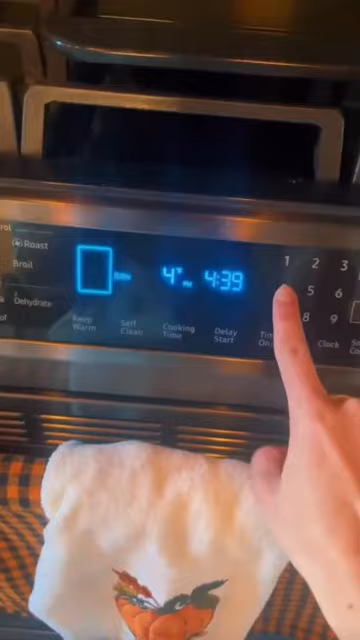 Roast
Broil
Dehydrate
Keep Warm
Self Clean
Cooking Time
Delay Start
Clock
4:39
1 2 3
5 6
8 9